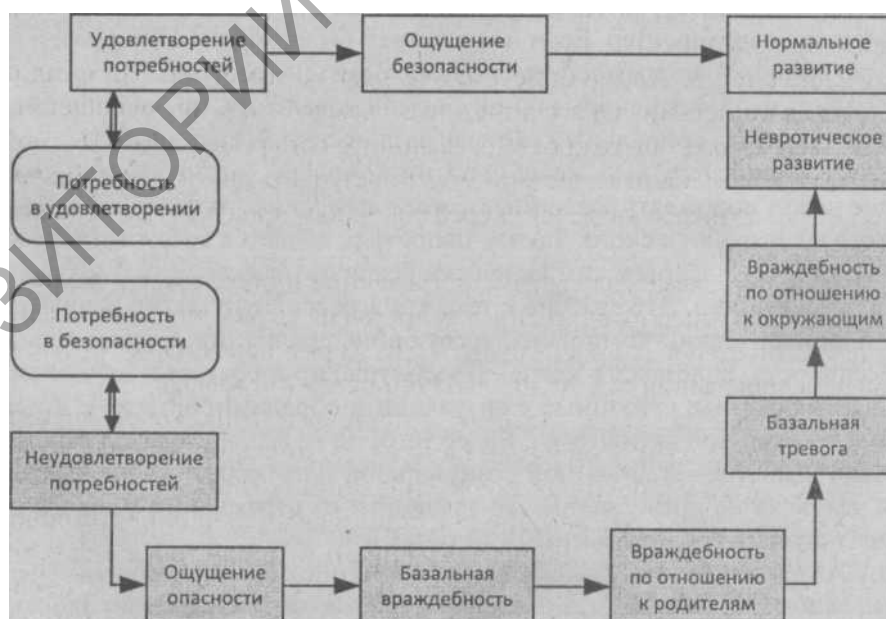 Удовлетворение
потребностей
Ощущение
безопасности
Нормальное
развитие
Невротическое
развитие
Потребность
в удовлетворении
Враждебность
по отношению
к окружающим
Потребность
в безопасности
Базальная
тревога
Неудовлетворение
потребностей
Ощущение
опасности
Базальная
враждебность
Враждебность
по отношению
к родителям
ЗИТОРИЙ